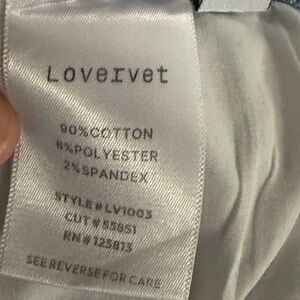 Lovervet
90%COTTON
8%POLYESTER
2%SPANDEX
STYLE#LV1003
CUT#55851
RN#125813
SEE REVERSE FOR CARE